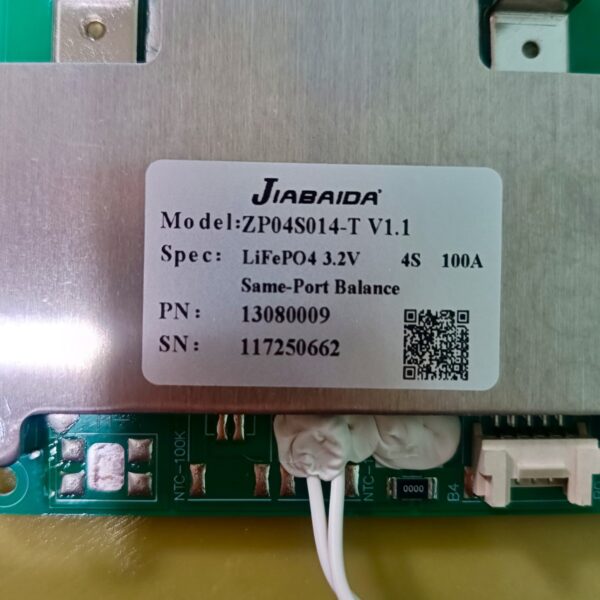 JIABAIDA
Model:ZP04S014-T V1.1
Spec: LiFePO4 3.2V 4S 100A
Same-Port Balance
PN: 13080009
SN: 117250662
NTC-100K
NTC-
0000
B4